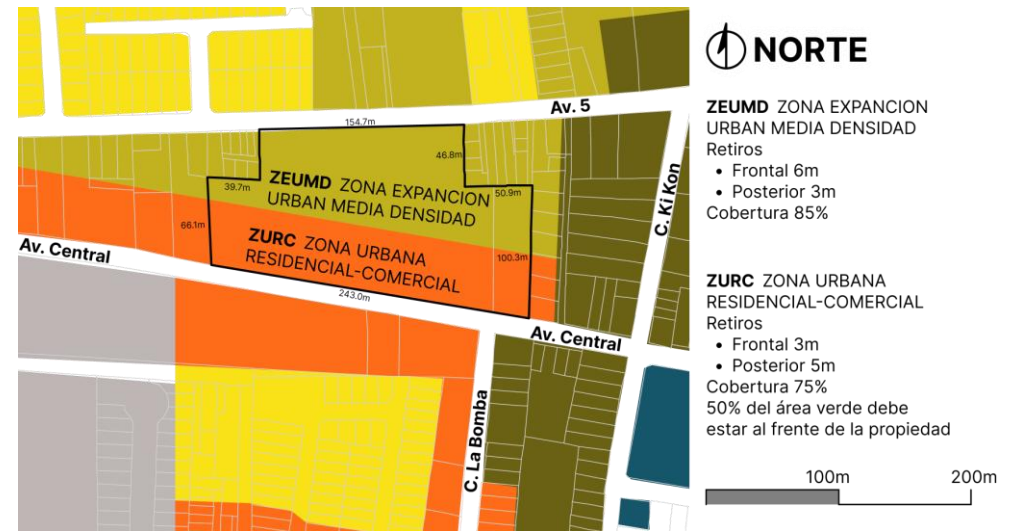 Av. 5
154.7m
46.8m
39.7m
50.9m
ZEUMD ZONA EXPANCION
URBAN MEDIA DENSIDAD
66.1m
ZURC ZONA URBANA
RESIDENCIAL-COMERCIAL
100.3m
243.0m
Av. Central
Av. Central
C. Ki Kon
C. La Bomba
NORTE
ZEUMD ZONA EXPANCION
URBAN MEDIA DENSIDAD
Retiros
• Frontal 6m
• Posterior 3m
Cobertura 85%
ZURC ZONA URBANA
RESIDENCIAL-COMERCIAL
Retiros
• Frontal 3m
• Posterior 5m
Cobertura 75%
50% del área verde debe
estar al frente de la propiedad
100m
200m